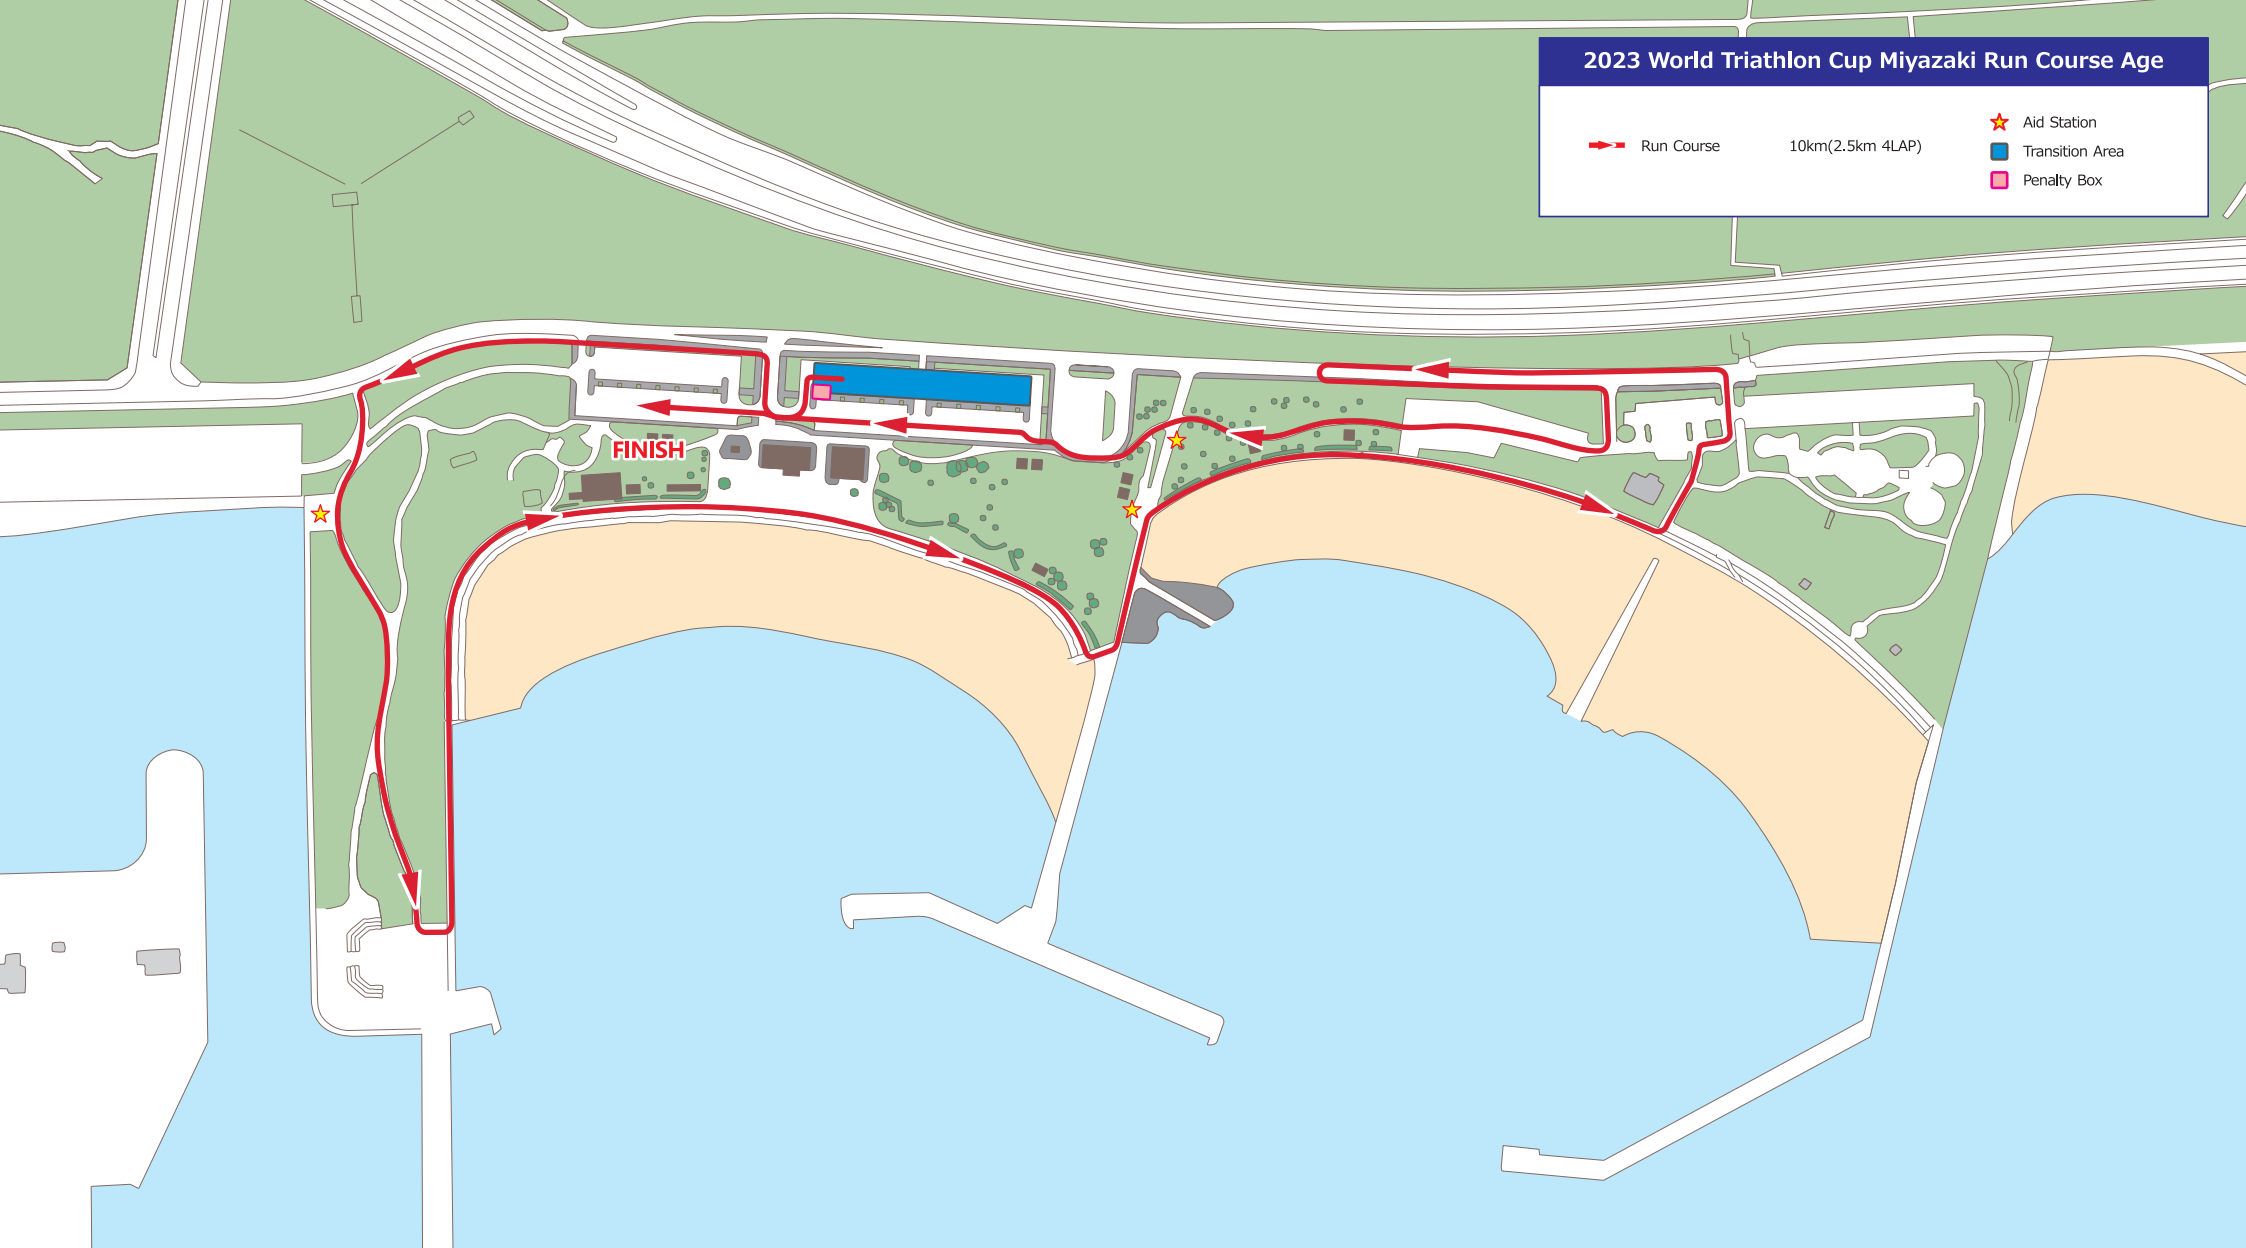 2023 World Triathlon Cup Miyazaki Run Course Age
Run Course 10km(2.5km 4LAP)
Aid Station
Transition Area
Penalty Box
FINISH